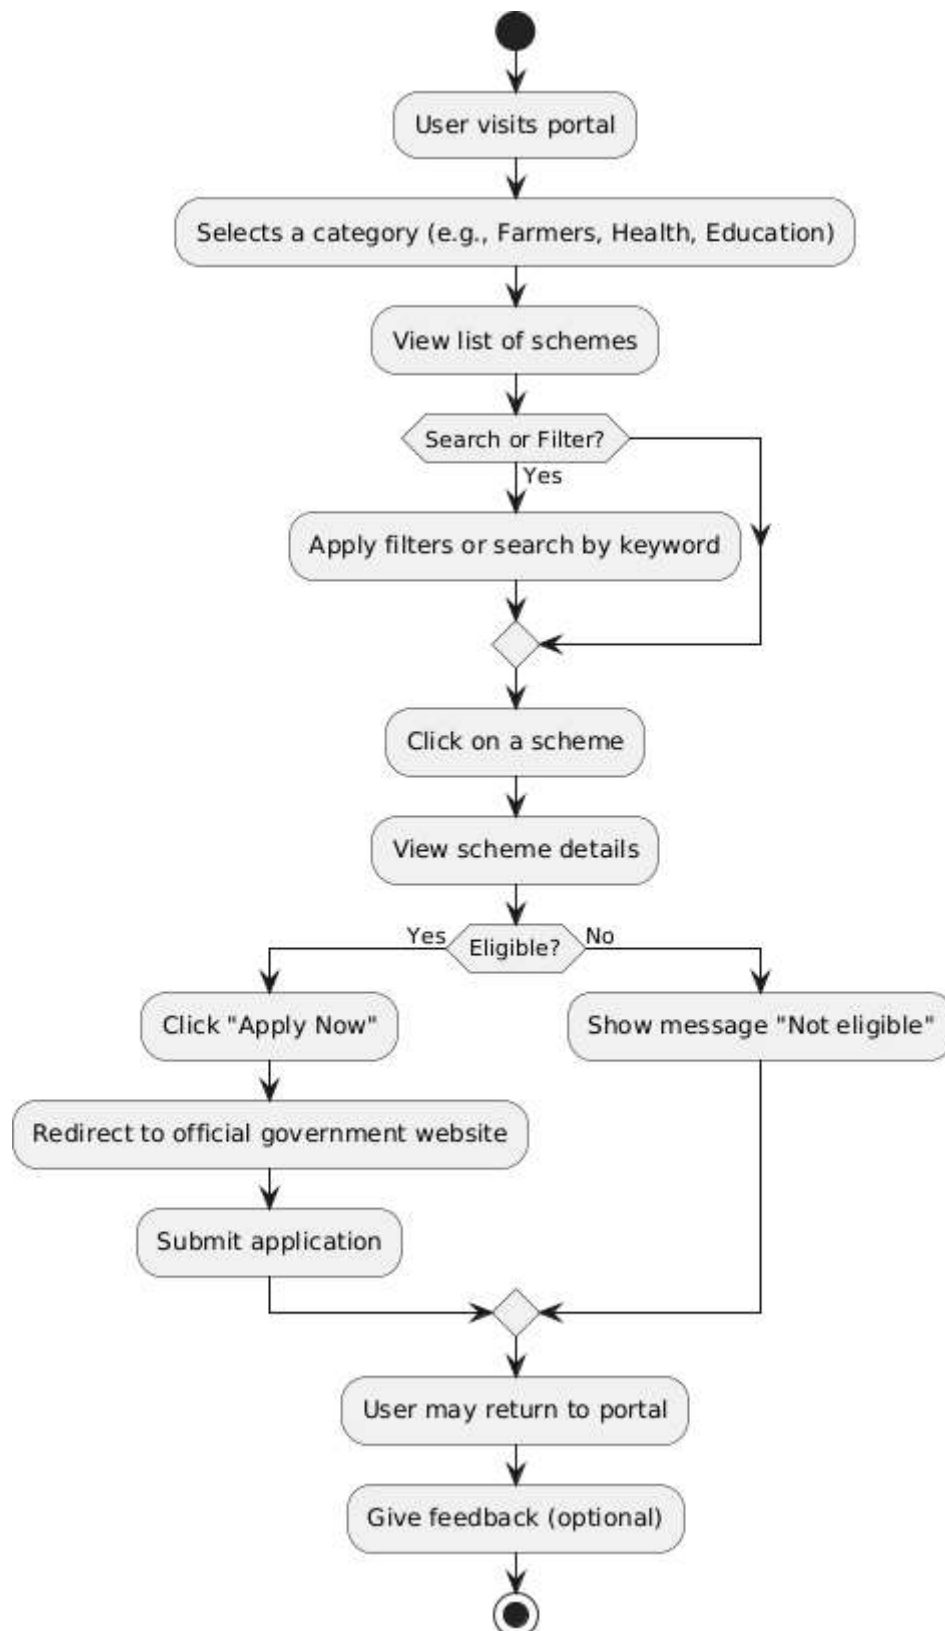 User visits portal
Selects a category (e.g., Farmers, Health, Education)
View list of schemes
Search or Filter?
Yes
Apply filters or search by keyword
Click on a scheme
View scheme details
Yes
Eligible?
No
Click "Apply Now"
Show message "Not eligible"
Redirect to official government website
Submit application
User may return to portal
Give feedback (optional)